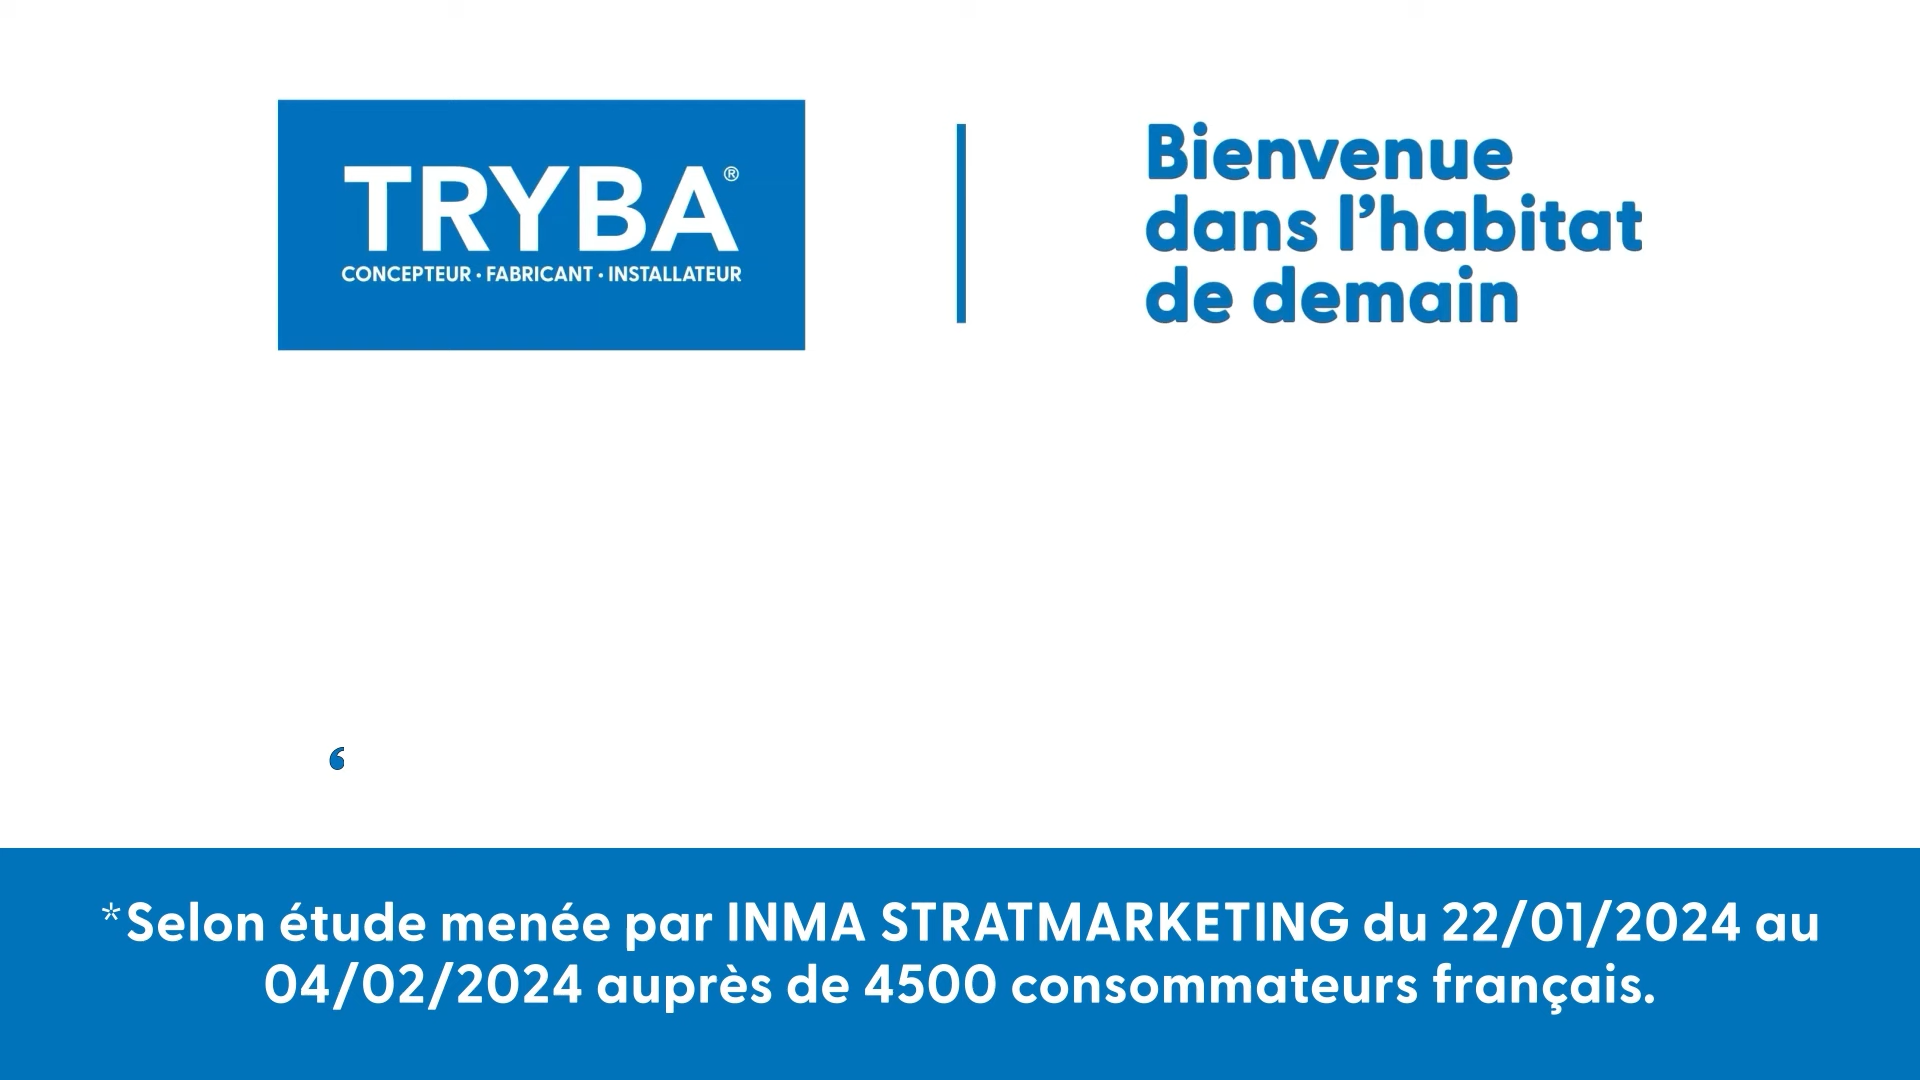 TRYBA®
CONCEPTEUR · FABRICANT · INSTALLATEUR
Bienvenue
dans l’habitat
de demain
‘
*Selon étude menée par INMA STRATMARKETING du 22/01/2024 au
04/02/2024 auprès de 4500 consommateurs français.